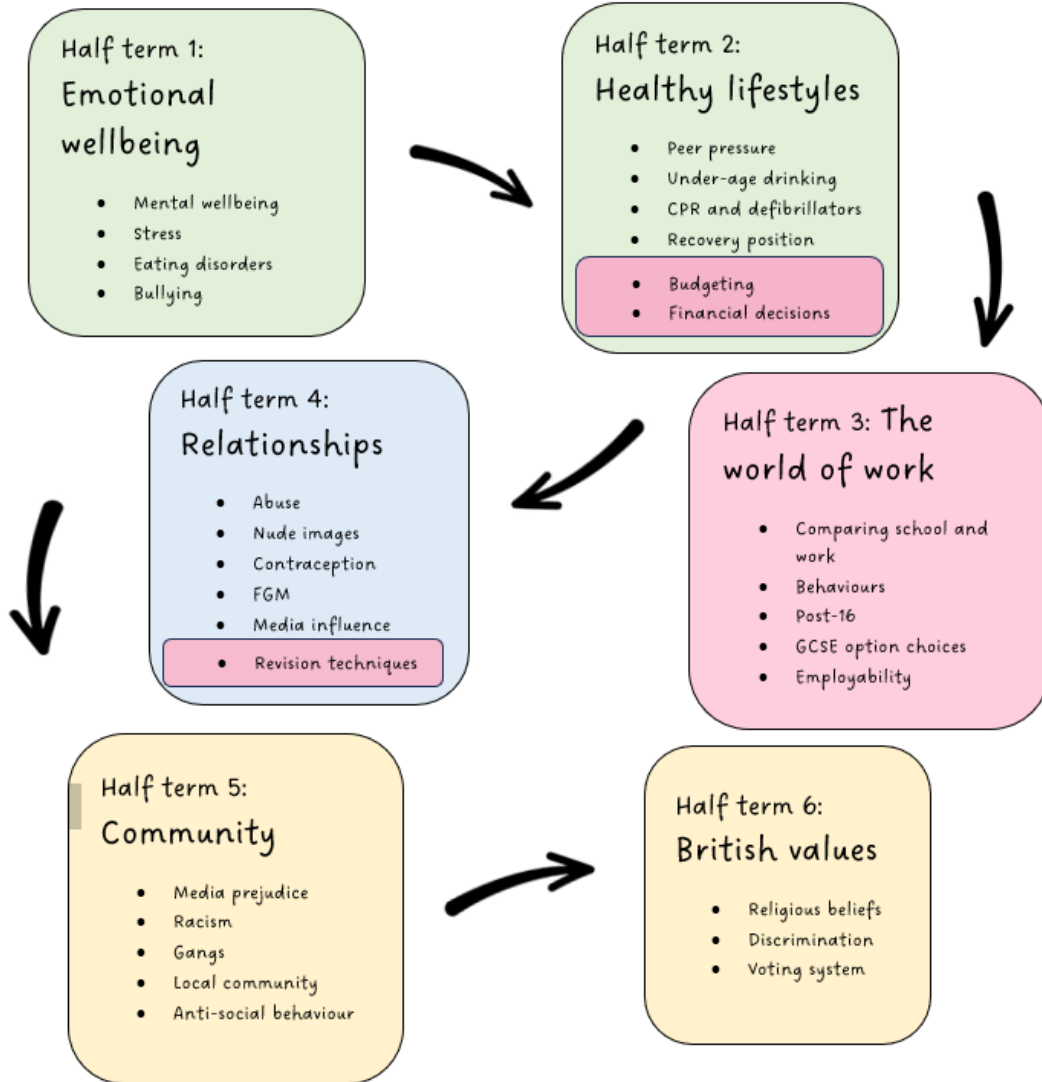 Half term 1:
Emotional
wellbeing
• Mental wellbeing
• Stress
• Eating disorders
• Bullying
Half term 2:
Healthy lifestyles
• Peer pressure
• Under-age drinking
• CPR and defibrillators
• Recovery position
• Budgeting
• Financial decisions
Half term 3: The
world of work
• Comparing school and
work
• Behaviours
• Post-16
• GCSE option choices
• Employability
Half term 4:
Relationships
• Abuse
• Nude images
• Contraception
• FGM
• Media influence
• Revision techniques
Half term 5:
Community
• Media prejudice
• Racism
• Gangs
• Local community
• Anti-social behaviour
Half term 6:
British values
• Religious beliefs
• Discrimination
• Voting system